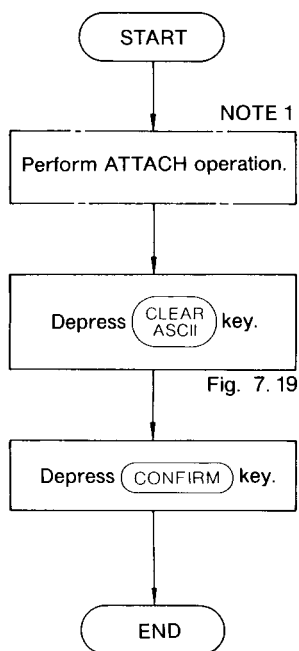 START
NOTE 1
Perform ATTACH operation.
Depress CLEAR ASCII key.
Fig. 7.19
Depress CONFIRM key.
END